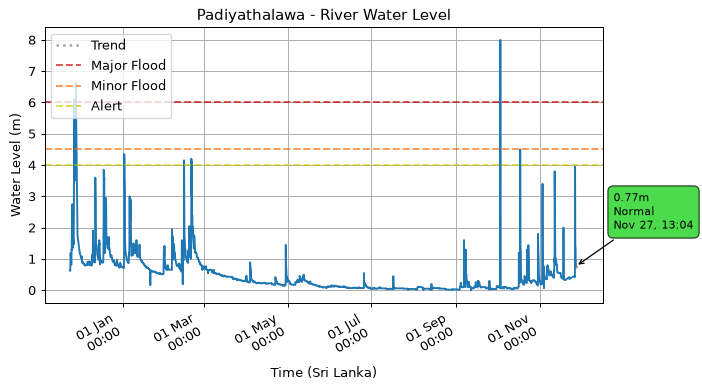 Padiyathalawa - River Water Level
Trend
Major Flood
Minor Flood
Alert
Water Level (m)
8
7
6
5
4
3
2
1
0
0.77m
Normal
Nov 27, 13:04
01 Jan
00:00
01 Mar
00:00
01 May
00:00
01 Jul
00:00
01 Sep
00:00
01 Nov
00:00
Time (Sri Lanka)